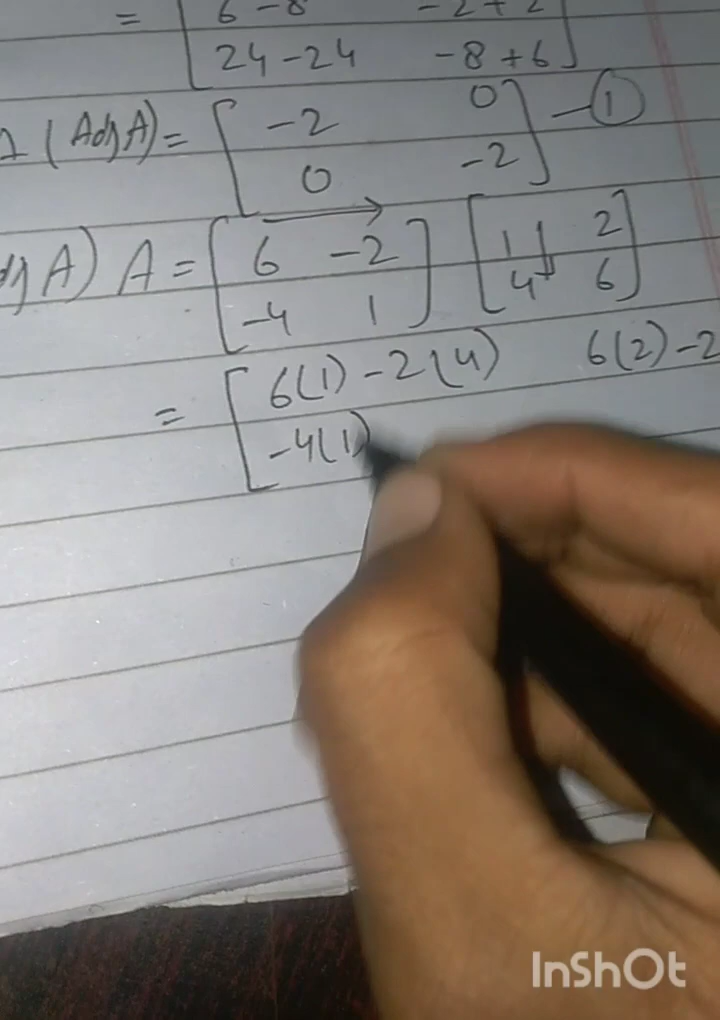 = [ 6 - 8 - 2 + 2
24 - 24 - 8 + 6 ]
(Adj A) = [ -2 0 ] - (1)
0 -2
A) A = [ 6 -2 ] [ 1 2 ]
-4 1 4 6
= [ 6(1) - 2(4) 6(2) - 2
-4(1)
InShOt